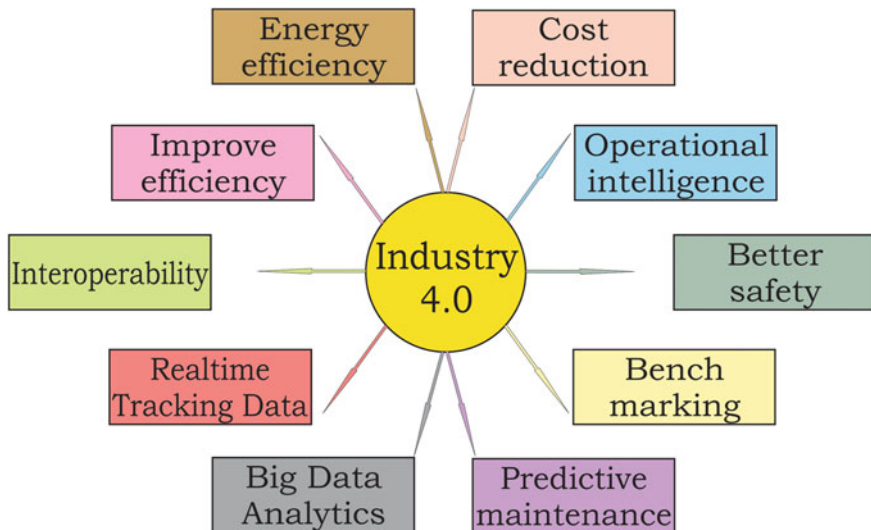 Energy
efficiency
Cost
reduction
Improve
efficiency
Operational
intelligence
Interoperability
Industry
4.0
Better
safety
Realtime
Tracking Data
Bench
marking
Big Data
Analytics
Predictive
maintenance